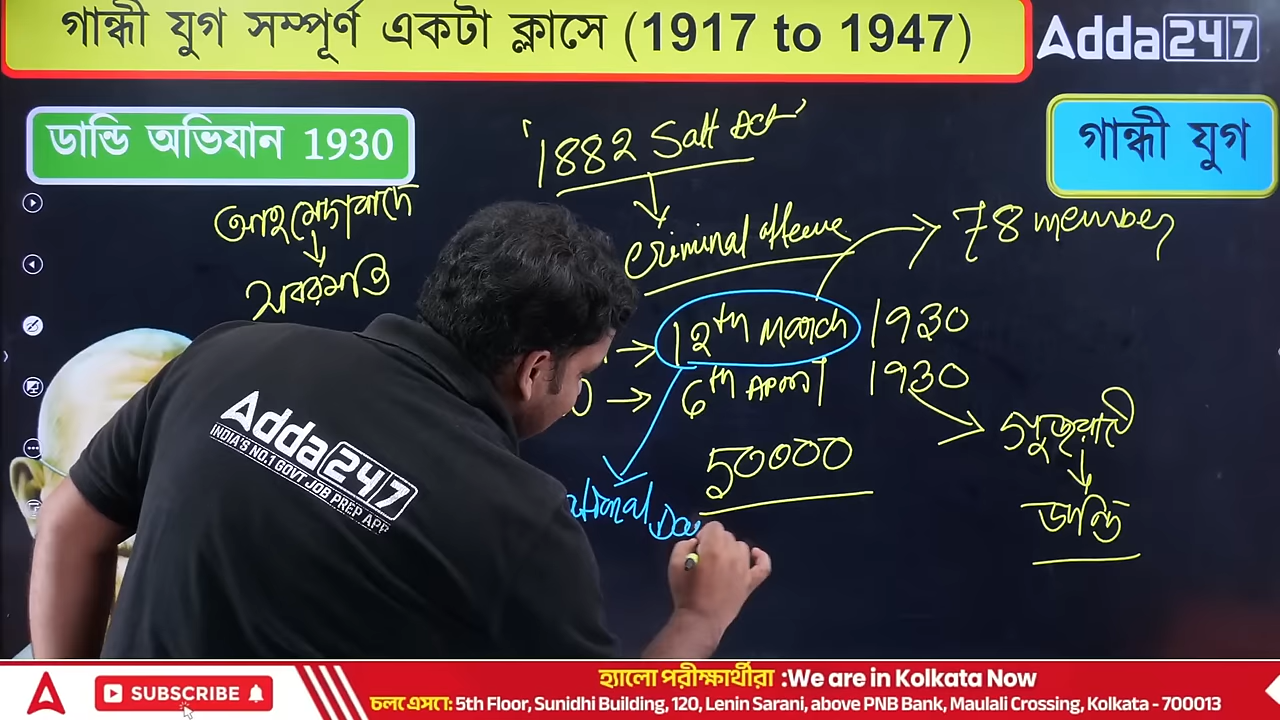 গান্ধী যুগ সম্পূর্ণ একটা ক্লাসে (1917 to 1947)
Adda247
ডান্ডি অভিযান 1930
গান্ধী যুগ
'1882 Salt Act'
আহমেদাবাদে
সবরমতি
criminal offence
78 member
12th March 1930
6th April 1930
50000
গুজরাটে
ডান্ডি
ational Day
Adda247
INDIA'S NO.1 GOVT JOB PREP APP
SUBSCRIBE
হ্যালো পরীক্ষার্থীরা :We are in Kolkata Now
চলে এসো: 5th Floor, Sunidhi Building, 120, Lenin Sarani, above PNB Bank, Maulali Crossing, Kolkata - 700013